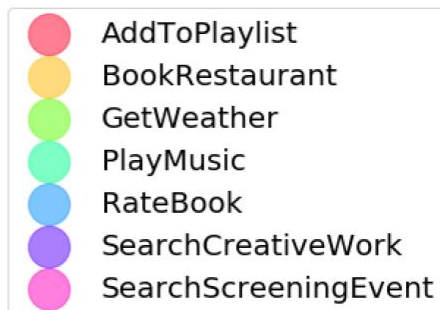 AddToPlaylist
BookRestaurant
GetWeather
PlayMusic
RateBook
SearchCreativeWork
SearchScreeningEvent